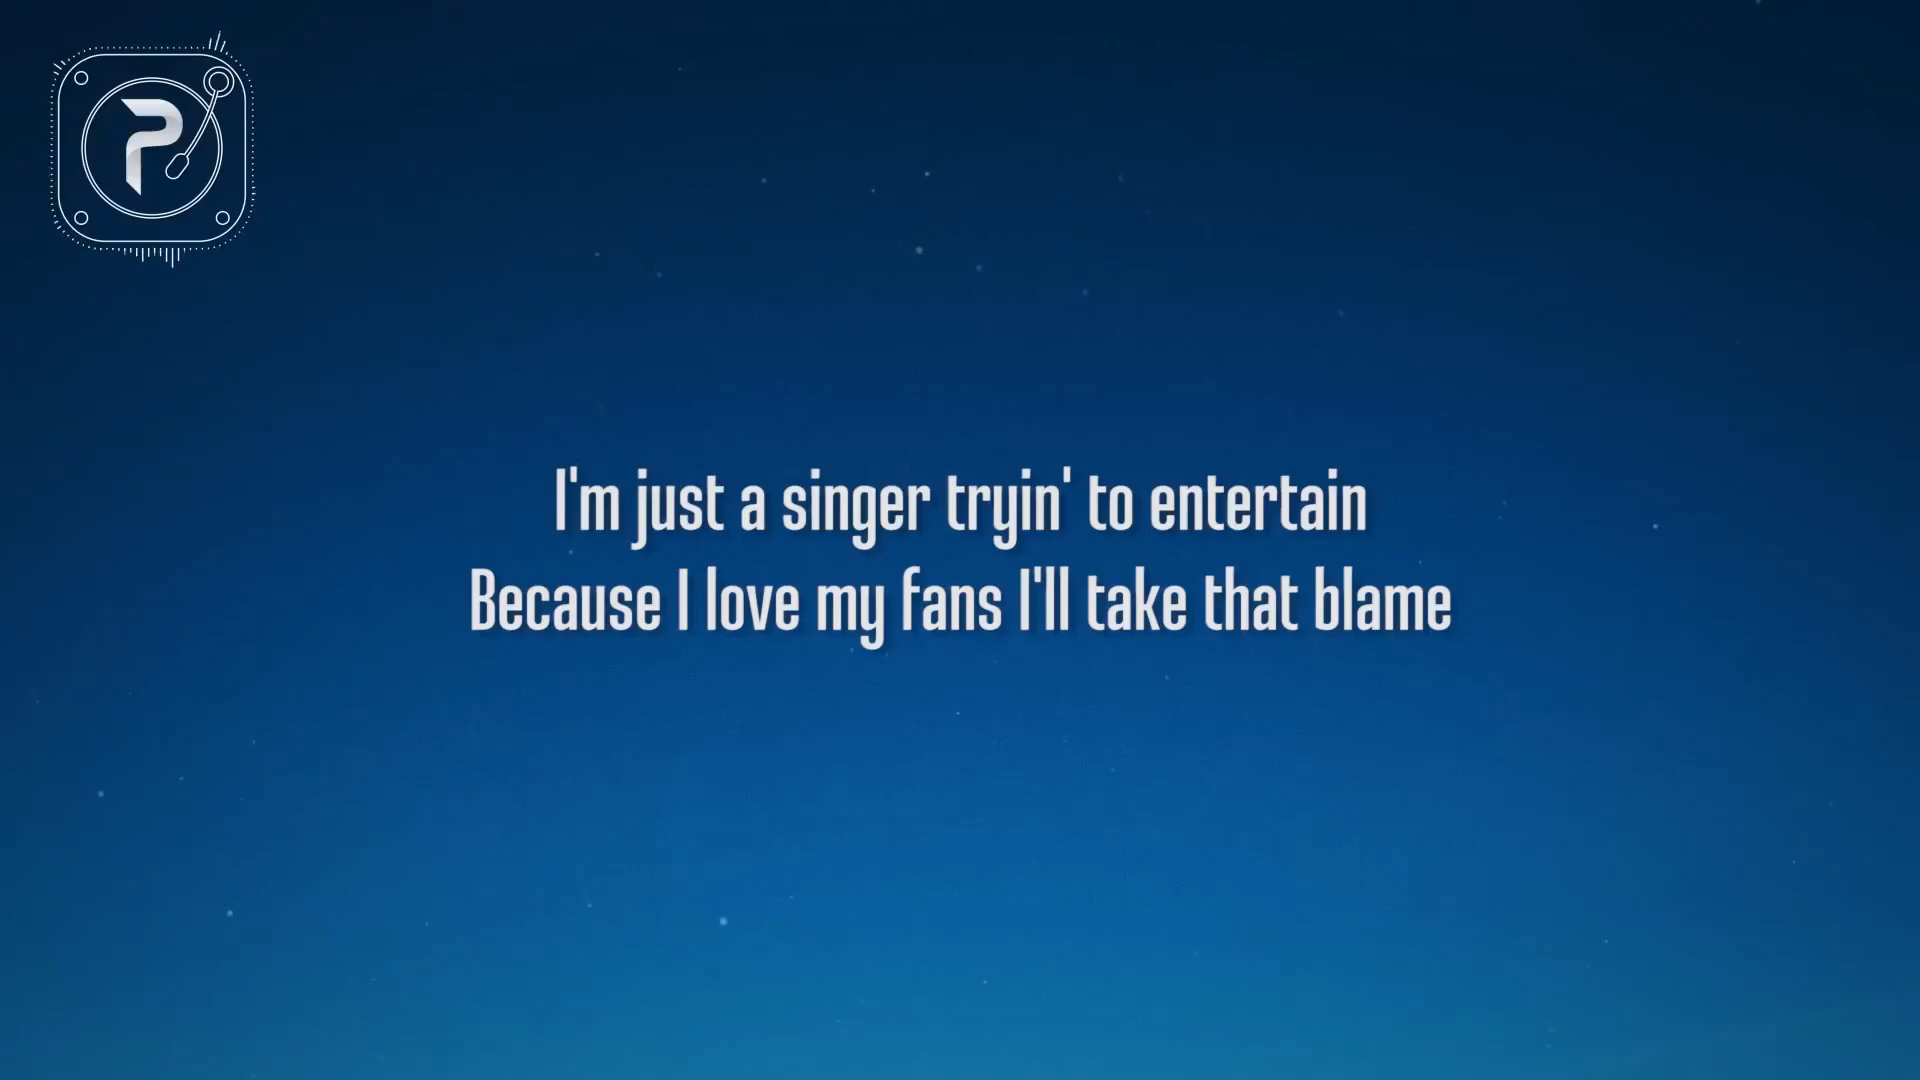 P
I'm just a singer tryin' to entertain
Because I love my fans I'll take that blame